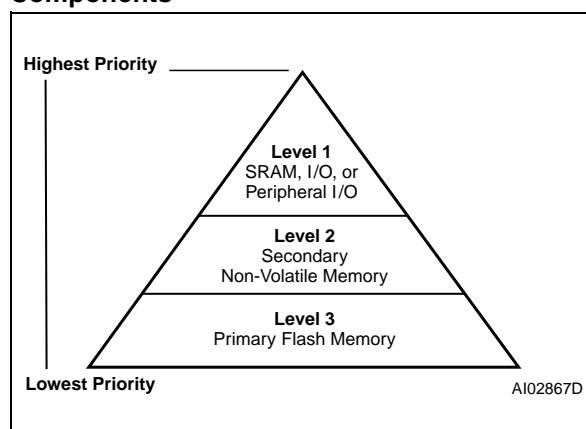 Components
Highest Priority
Level 1
SRAM, I/O, or
Peripheral I/O
Level 2
Secondary
Non-Volatile Memory
Level 3
Primary Flash Memory
Lowest Priority
AI02867D